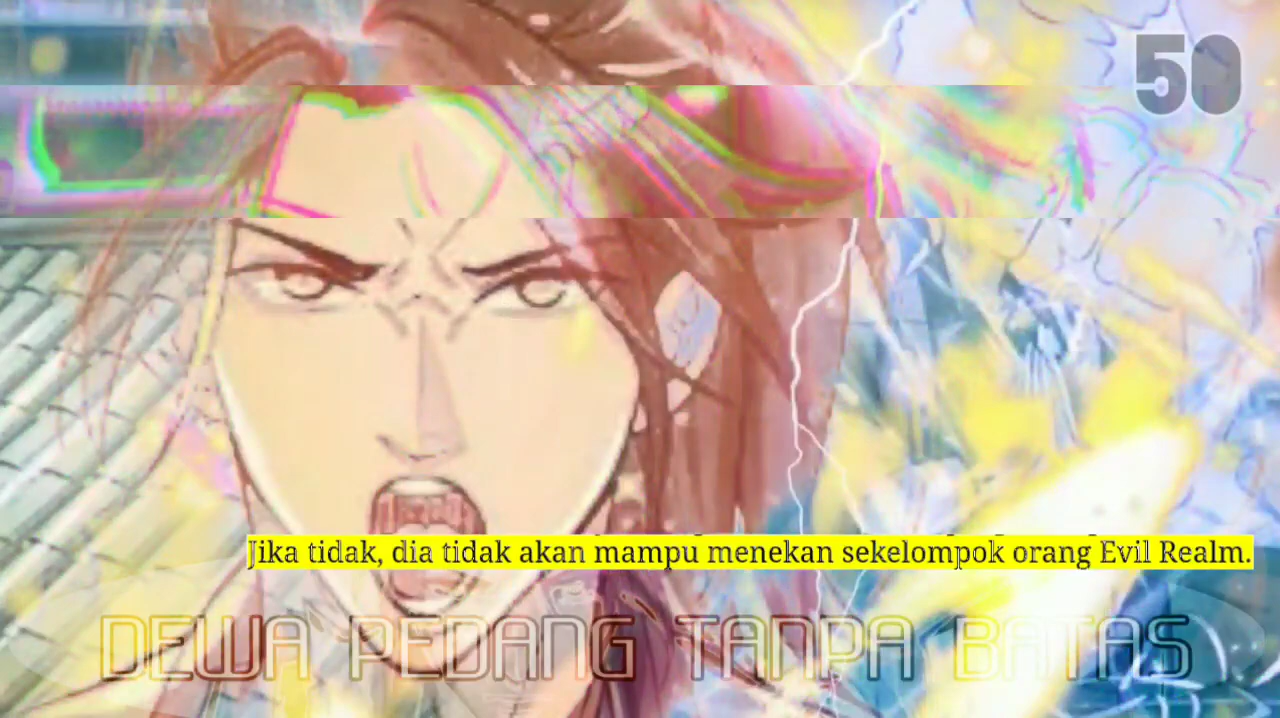 50
Jika tidak, dia tidak akan mampu menekan sekelompok orang Evil Realm.
DEWA PEDANG TANPA BATAS